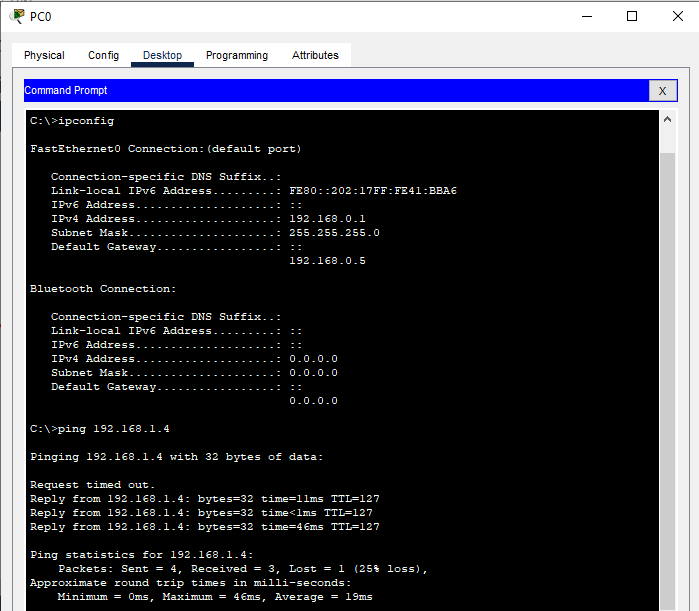 PC0
Physical Config Desktop Programming Attributes
Command Prompt
X
C:\>ipconfig
FastEthernet0 Connection:(default port)
Connection-specific DNS Suffix..:
Link-local IPv6 Address.........: FE80::202:17FF:FE41:BBA6
IPv6 Address....................: ::
IPv4 Address....................: 192.168.0.1
Subnet Mask.....................: 255.255.255.0
Default Gateway.................: ::
192.168.0.5
Bluetooth Connection:
Connection-specific DNS Suffix..:
Link-local IPv6 Address.........: ::
IPv6 Address....................: ::
IPv4 Address....................: 0.0.0.0
Subnet Mask.....................: 0.0.0.0
Default Gateway.................: ::
0.0.0.0
C:\>ping 192.168.1.4
Pinging 192.168.1.4 with 32 bytes of data:
Request timed out.
Reply from 192.168.1.4: bytes=32 time=11ms TTL=127
Reply from 192.168.1.4: bytes=32 time<1ms TTL=127
Reply from 192.168.1.4: bytes=32 time=46ms TTL=127
Ping statistics for 192.168.1.4:
Packets: Sent = 4, Received = 3, Lost = 1 (25% loss),
Approximate round trip times in milli-seconds:
Minimum = 0ms, Maximum = 46ms, Average = 19ms